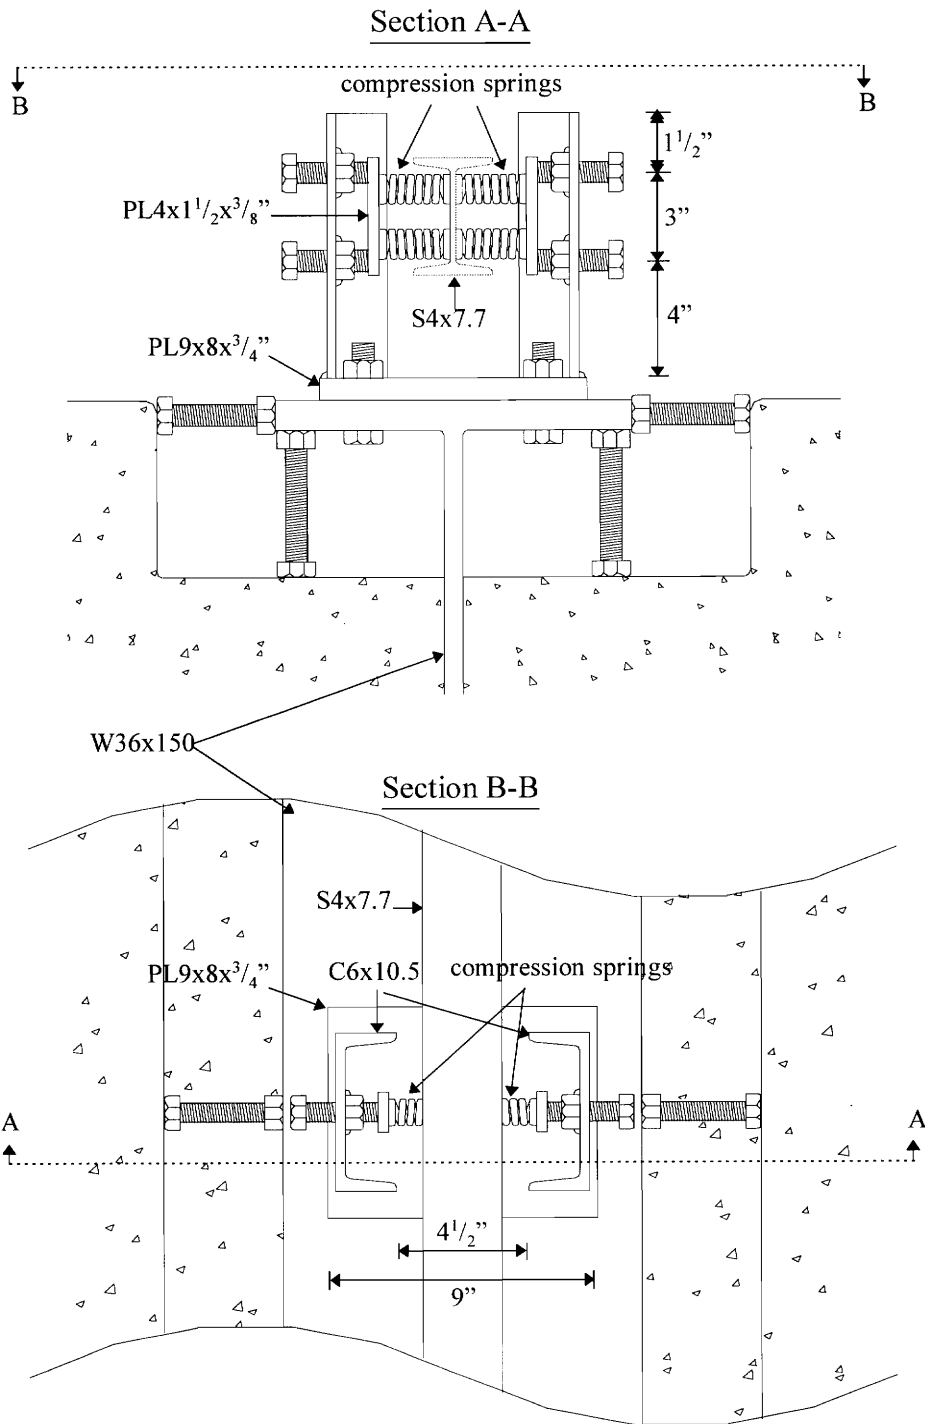 Section A-A
compression springs
B
B
1 1/2”
PL4x1 1/2x3/8”
3”
S4x7.7
4”
PL9x8x3/4”
W36x150
Section B-B
S4x7.7
PL9x8x3/4”
C6x10.5
compression springs
A
A
4 1/2”
9”